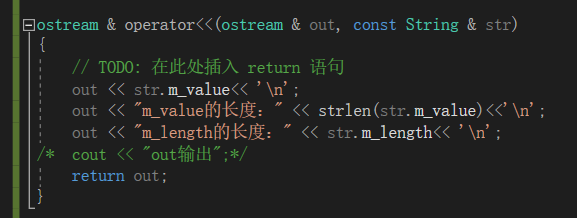 ostream & operator<<(ostream & out, const String & str)
{
// TODO: 在此处插入 return 语句
out << str.m_value<< '\n';
out << "m_value的长度：" << strlen(str.m_value)<<'\n';
out << "m_length的长度：" << str.m_length<< '\n';
/* cout << "out输出";*/
return out;
}